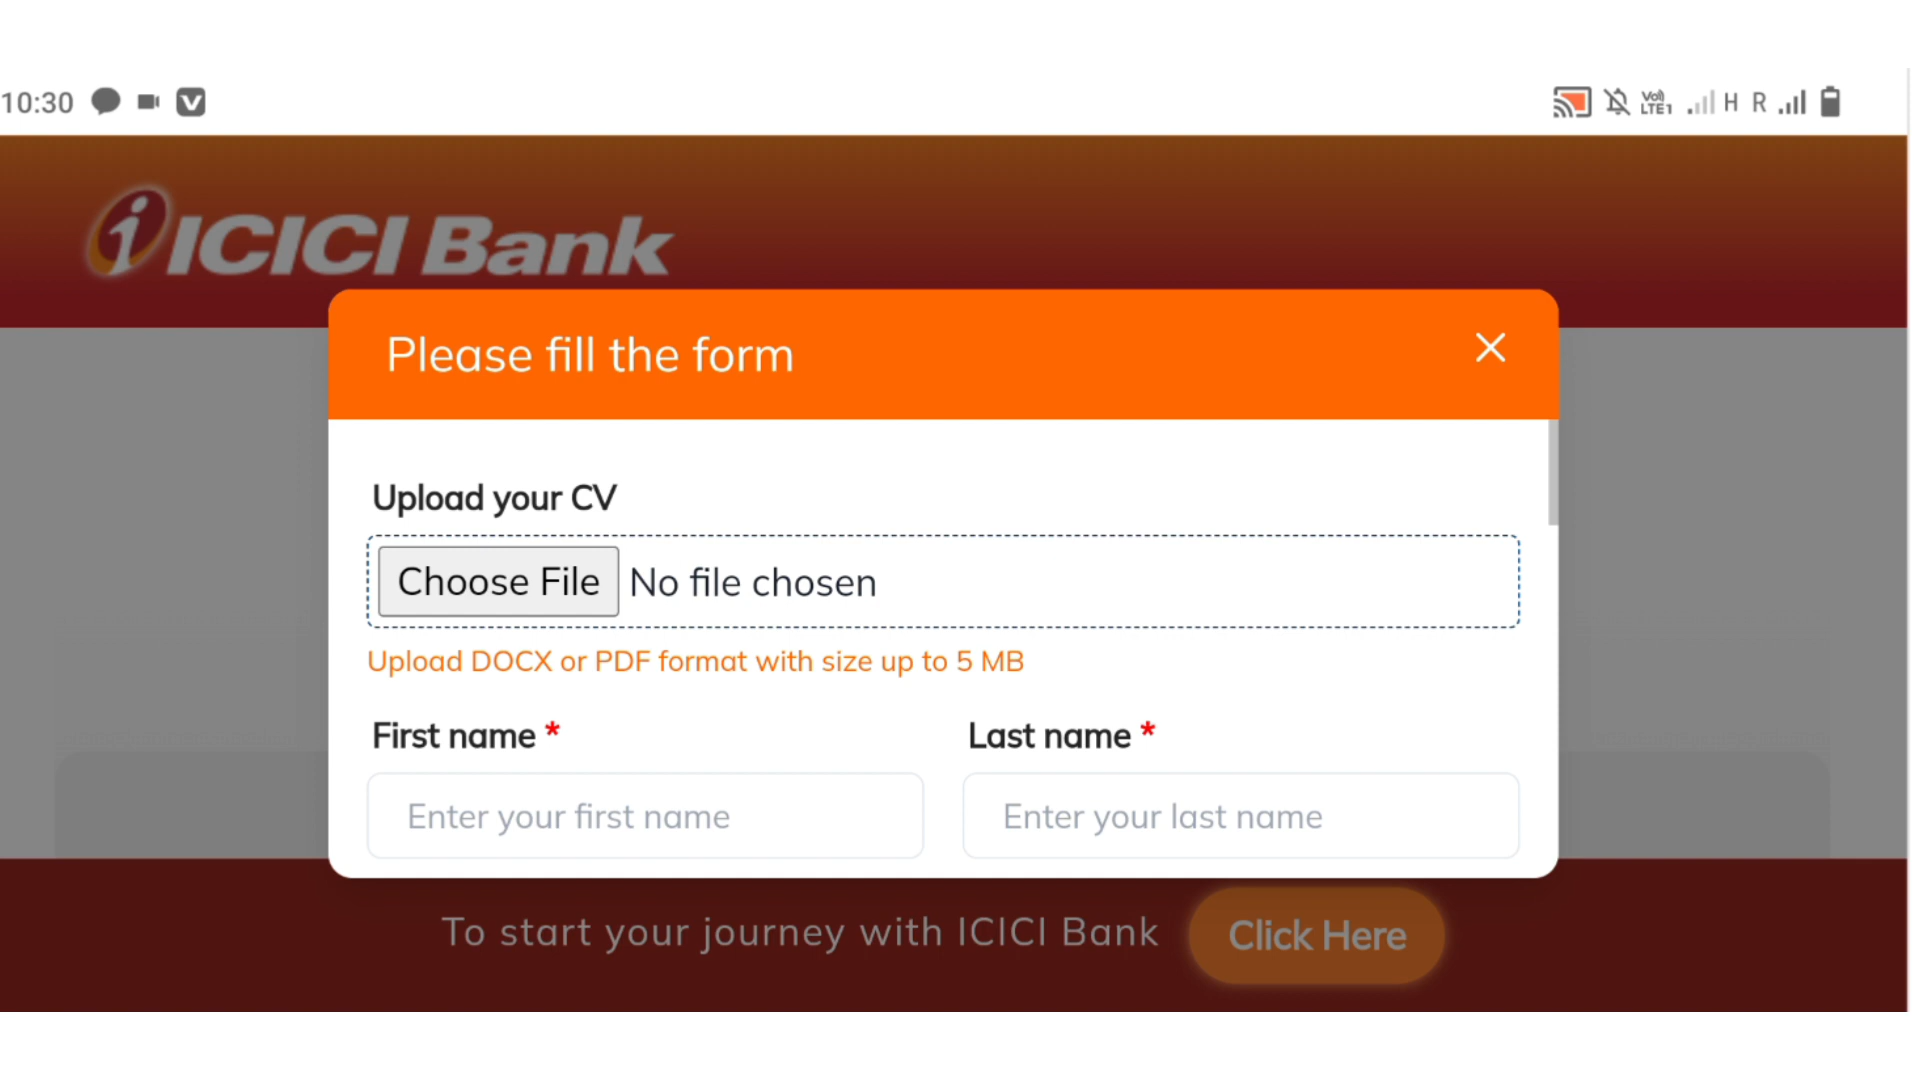 10:30
Vo) LTE1 H R
ICICI Bank
Please fill the form
Upload your CV
Choose File No file chosen
Upload DOCX or PDF format with size up to 5 MB
First name * Last name *
Enter your first name Enter your last name
To start your journey with ICICI Bank Click Here